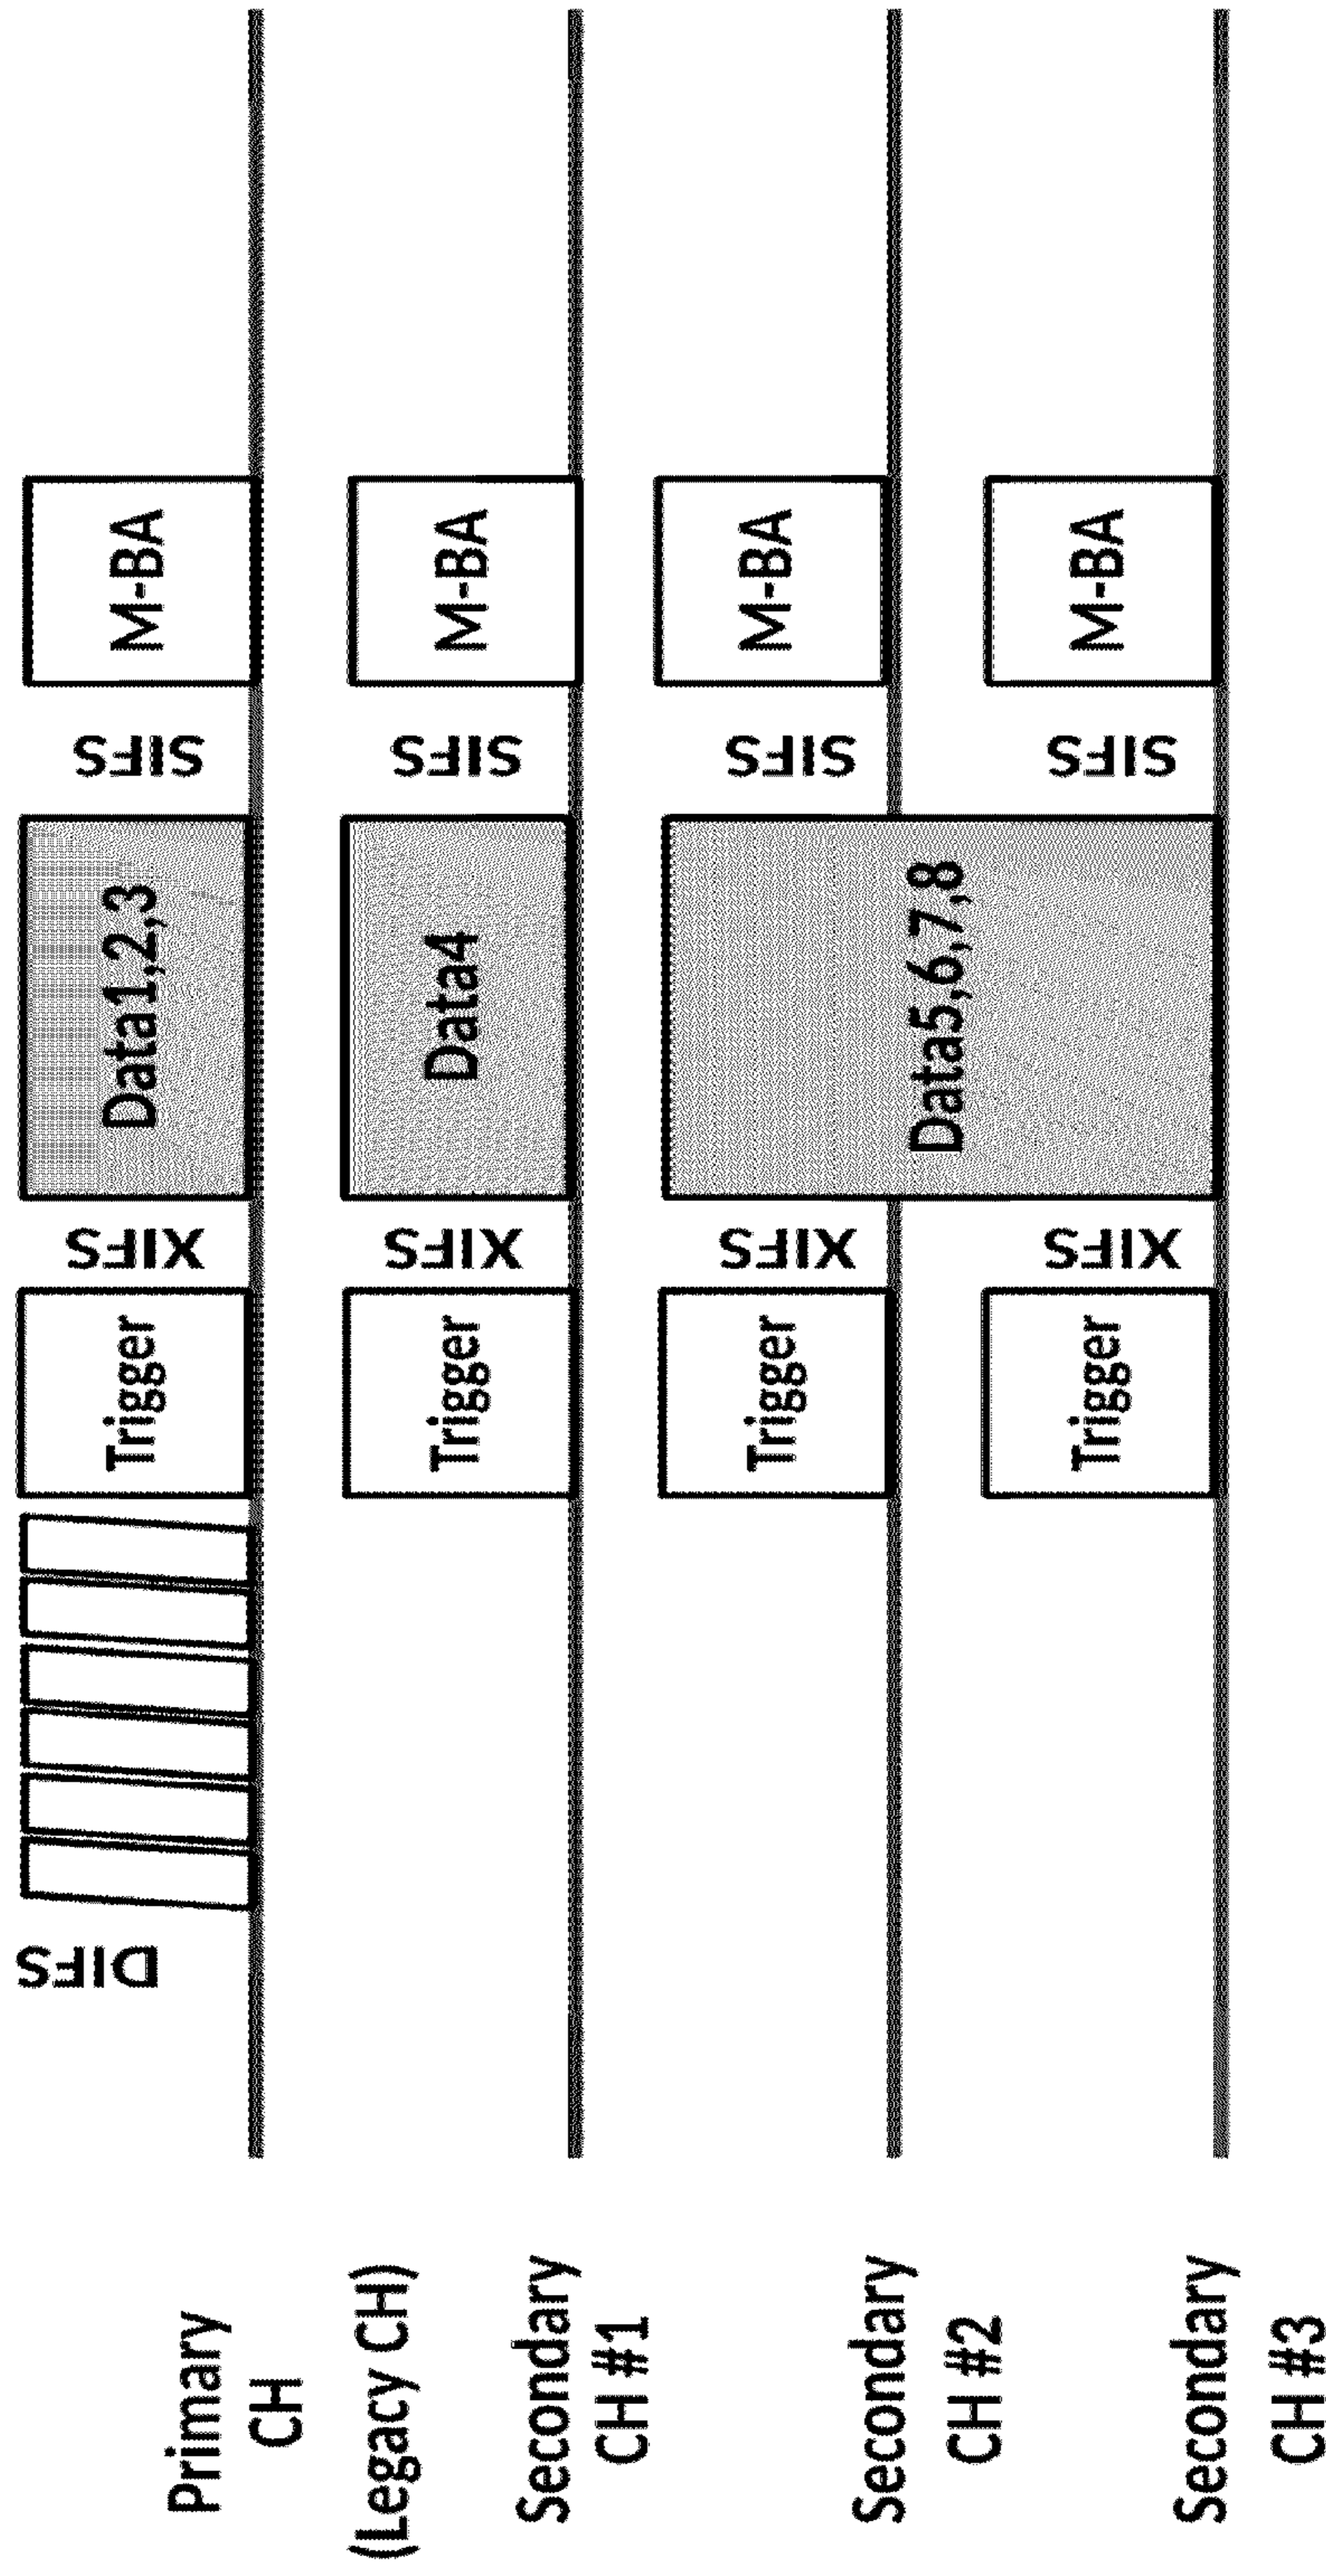 Primary
CH
(Legacy CH)
DIFS
Trigger
XIFS
Data1,2,3
SIFS
M-BA
Secondary
CH #1
Trigger
XIFS
Data4
SIFS
M-BA
Secondary
CH #2
Trigger
XIFS
Data5,6,7,8
SIFS
M-BA
Secondary
CH #3
Trigger
XIFS
SIFS
M-BA